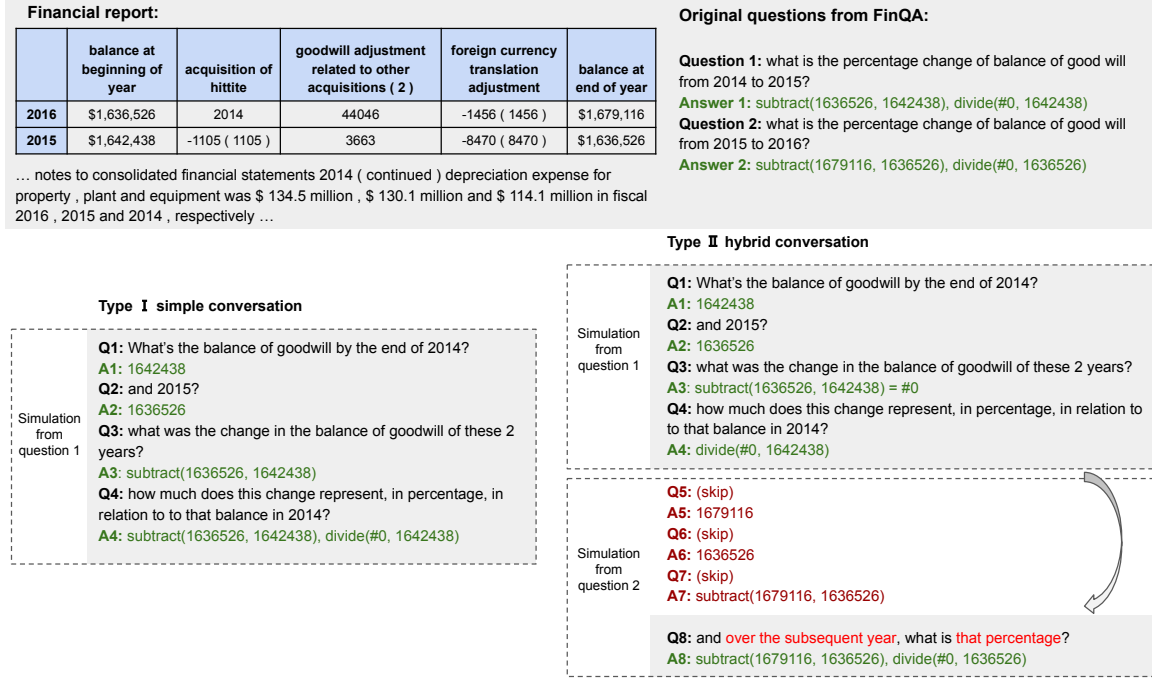 Financial report:
balance at beginning of year | acquisition of hittite | goodwill adjustment related to other acquisitions ( 2 ) | foreign currency translation adjustment | balance at end of year
2016 | $1,636,526 | 2014 | 44046 | -1456 ( 1456 ) | $1,679,116
2015 | $1,642,438 | -1105 ( 1105 ) | 3663 | -8470 ( 8470 ) | $1,636,526
… notes to consolidated financial statements 2014 ( continued ) depreciation expense for
property , plant and equipment was $ 134.5 million , $ 130.1 million and $ 114.1 million in fiscal
2016 , 2015 and 2014 , respectively …
Original questions from FinQA:
Question 1: what is the percentage change of balance of good will
from 2014 to 2015?
Answer 1: subtract(1636526, 1642438), divide(#0, 1642438)
Question 2: what is the percentage change of balance of good will
from 2015 to 2016?
Answer 2: subtract(1679116, 1636526), divide(#0, 1636526)
Type Ⅰ simple conversation
Simulation
from
question 1
Q1: What's the balance of goodwill by the end of 2014?
A1: 1642438
Q2: and 2015?
A2: 1636526
Q3: what was the change in the balance of goodwill of these 2
years?
A3: subtract(1636526, 1642438)
Q4: how much does this change represent, in percentage, in
relation to to that balance in 2014?
A4: subtract(1636526, 1642438), divide(#0, 1642438)
Type Ⅱ hybrid conversation
Simulation
from
question 1
Q1: What's the balance of goodwill by the end of 2014?
A1: 1642438
Q2: and 2015?
A2: 1636526
Q3: what was the change in the balance of goodwill of these 2 years?
A3: subtract(1636526, 1642438) = #0
Q4: how much does this change represent, in percentage, in relation to
to that balance in 2014?
A4: divide(#0, 1642438)
Simulation
from
question 2
Q5: (skip)
A5: 1679116
Q6: (skip)
A6: 1636526
Q7: (skip)
A7: subtract(1679116, 1636526)
Q8: and over the subsequent year, what is that percentage?
A8: subtract(1679116, 1636526), divide(#0, 1636526)